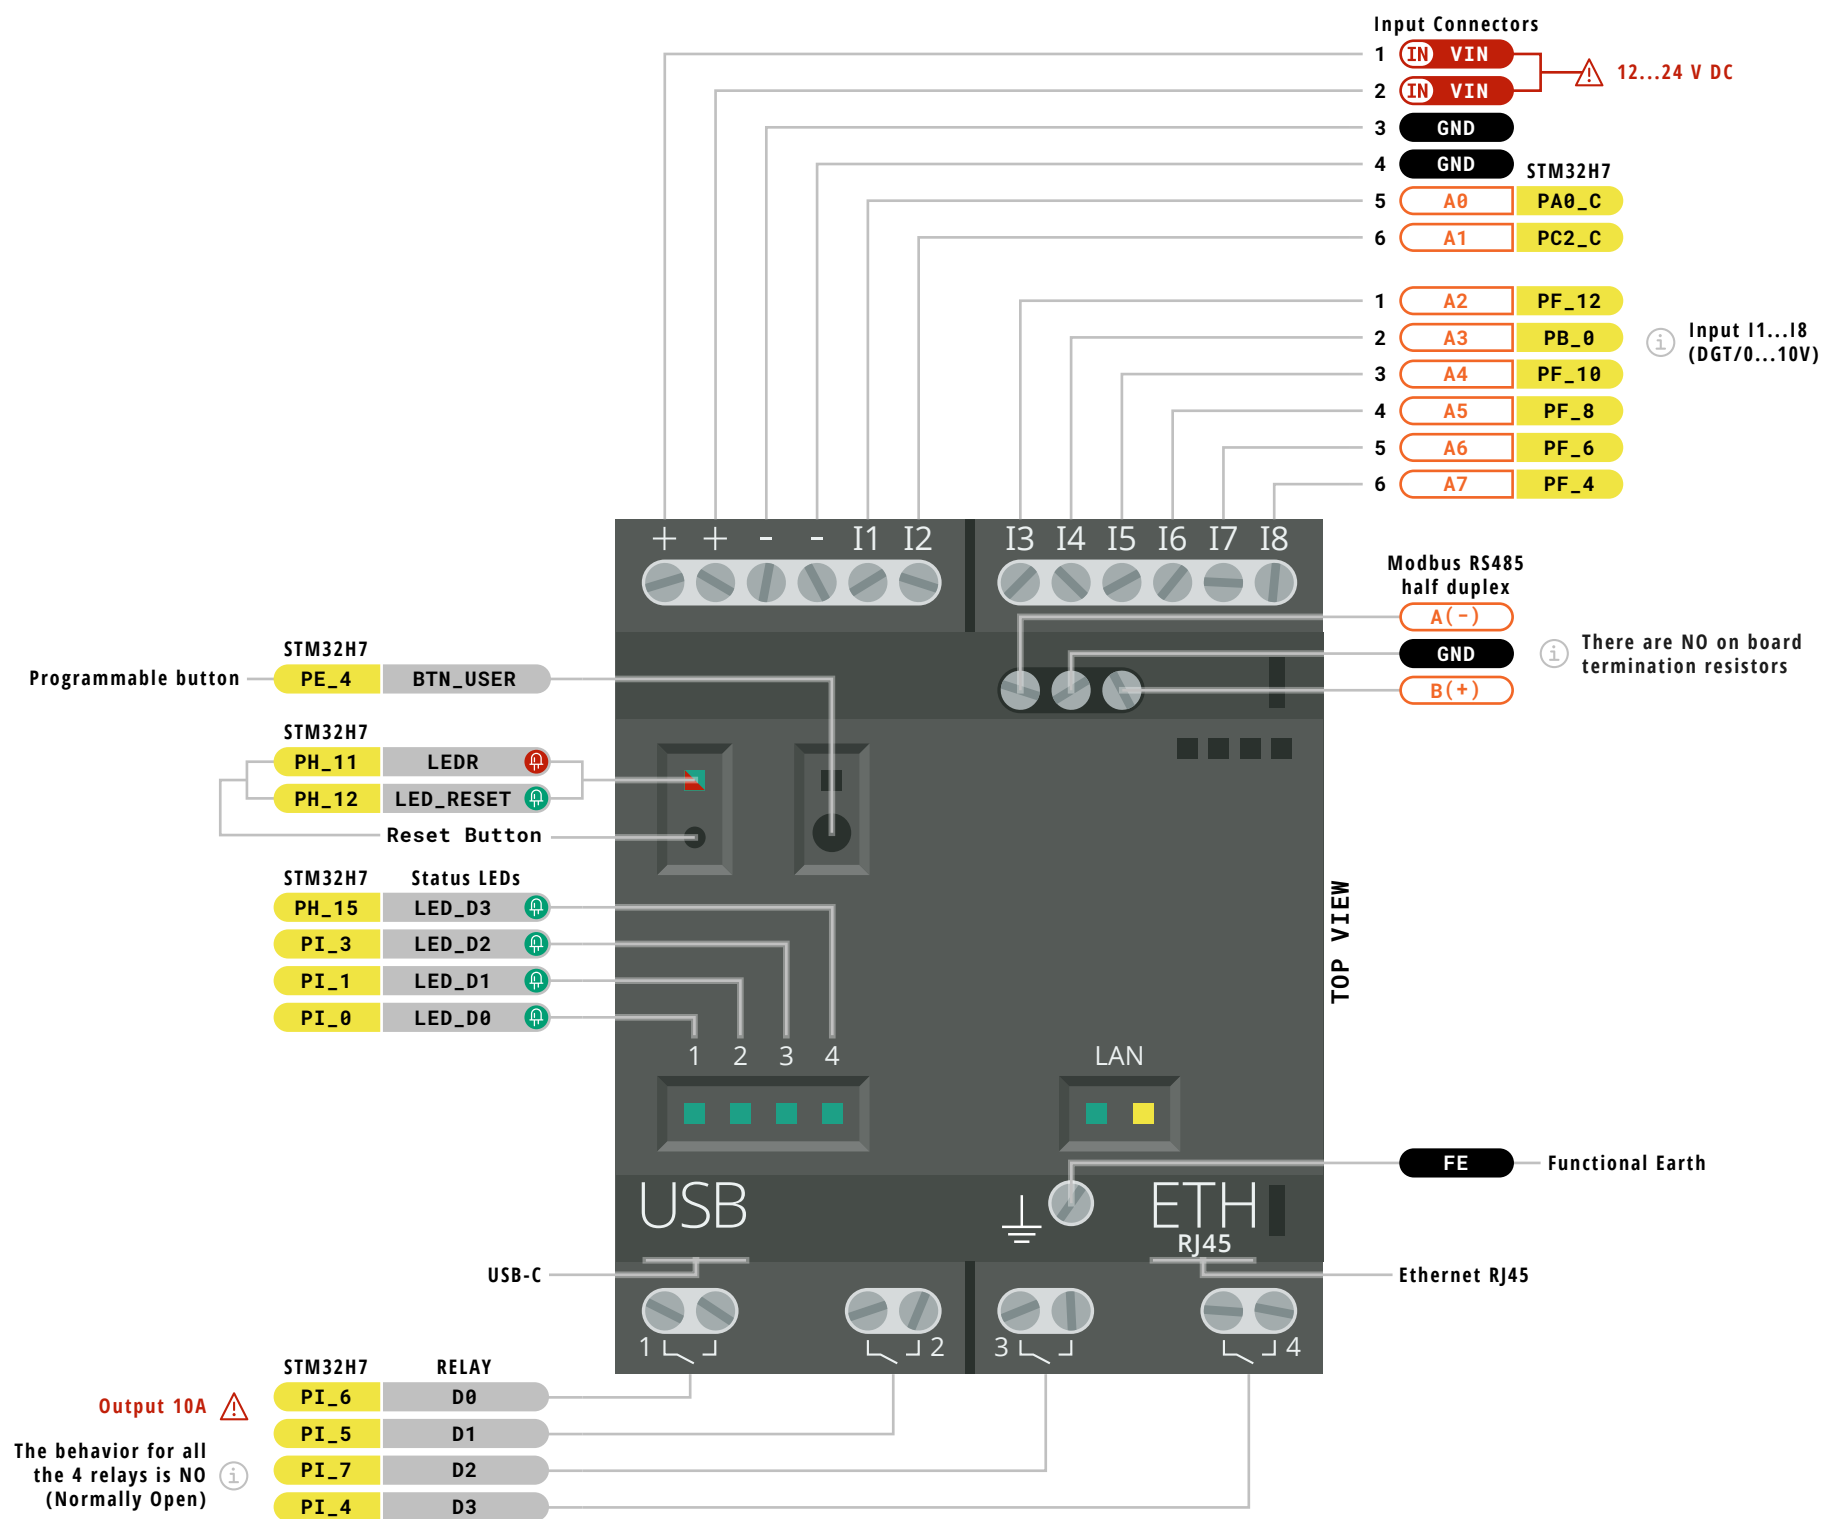 Input Connectors
1 IN VIN
2 IN VIN
12...24 V DC
3 GND
4 GND
STM32H7
5 A0 PA0_C
6 A1 PC2_C
1 A2 PF_12
2 A3 PB_0
3 A4 PF_10
4 A5 PF_8
5 A6 PF_6
6 A7 PF_4
Input I1...I8
(DGT/0...10V)
+ + - - I1 I2 I3 I4 I5 I6 I7 I8
Modbus RS485
half duplex
A(-)
GND
B(+)
There are NO on board
termination resistors
STM32H7
Programmable button PE_4 BTN_USER
STM32H7
PH_11 LEDR
PH_12 LED_RESET
Reset Button
STM32H7 Status LEDs
PH_15 LED_D3
PI_3 LED_D2
PI_1 LED_D1
PI_0 LED_D0
TOP VIEW
1 2 3 4 LAN
FE Functional Earth
USB ETH
RJ45
USB-C Ethernet RJ45
1 2 3 4
STM32H7 RELAY
PI_6 D0
PI_5 D1
PI_7 D2
PI_4 D3
Output 10A
The behavior for all
the 4 relays is NO
(Normally Open)